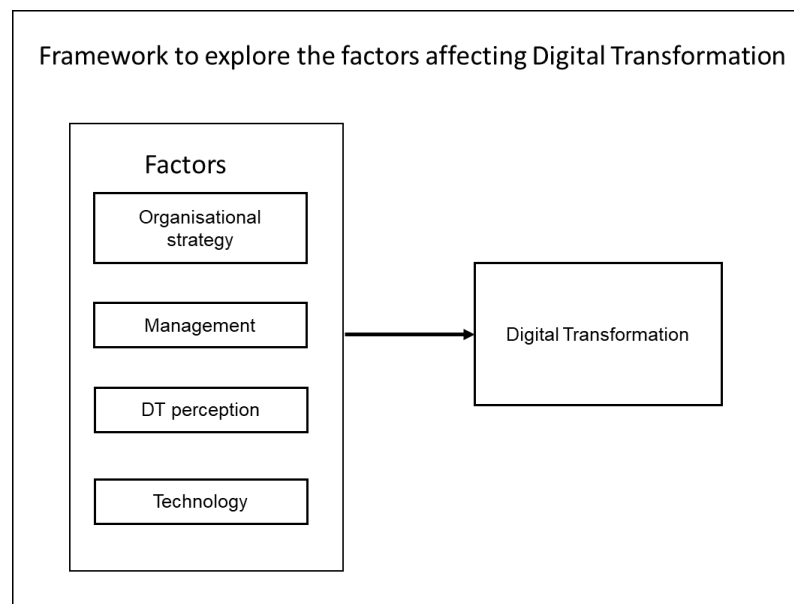 Framework to explore the factors affecting Digital Transformation
Factors
Organisational
strategy
Management
DT perception
Technology
Digital Transformation